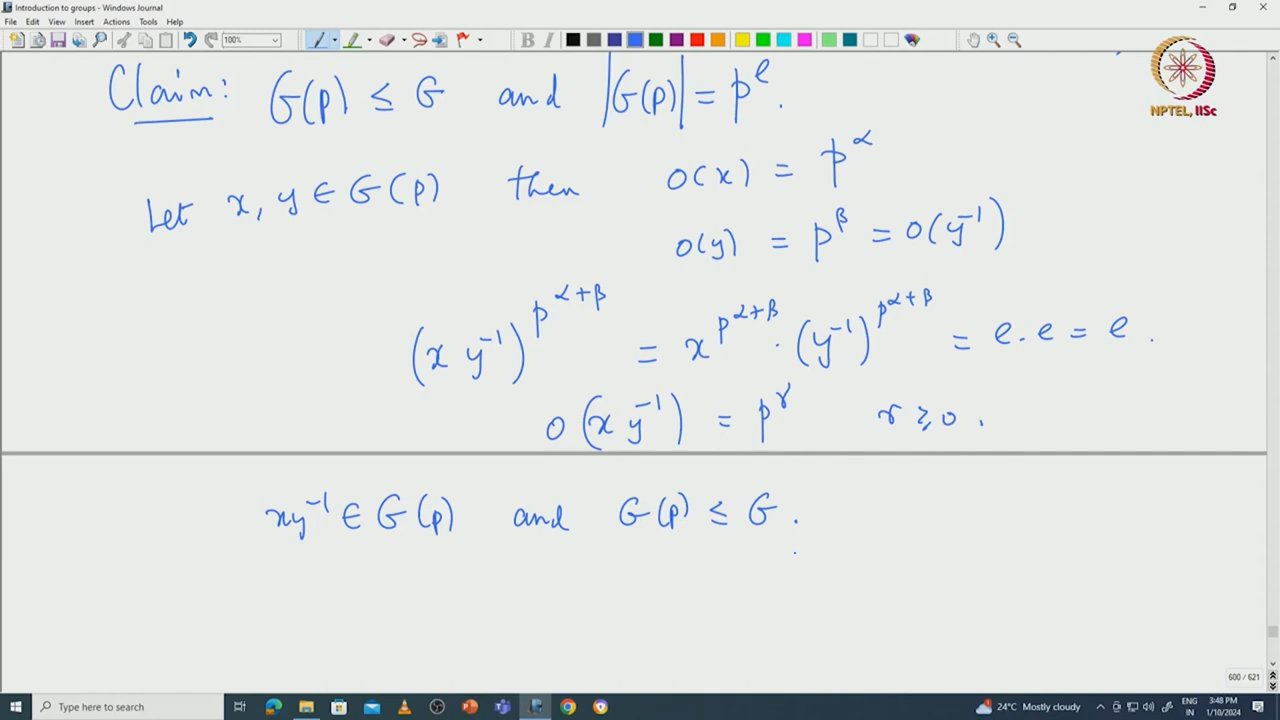 Introduction to groups - Windows Journal
File Edit View Insert Actions Tools Help
100%
Claim: G(p) ≤ G and |G(p)| = p^e.
NPTEL, IISc
Let x, y ∈ G(p) then o(x) = p^α
o(y) = p^β = o(y^-1)
(x y^-1)^p^α+β = x^p^α+β · (y^-1)^p^α+β = e. e = e .
o(x y^-1) = p^r r ≥ 0 .
xy^-1 ∈ G(p) and G(p) ≤ G .
600 / 621
Type here to search
24°C Mostly cloudy
ENG
IN
3:48 PM
1/10/2024